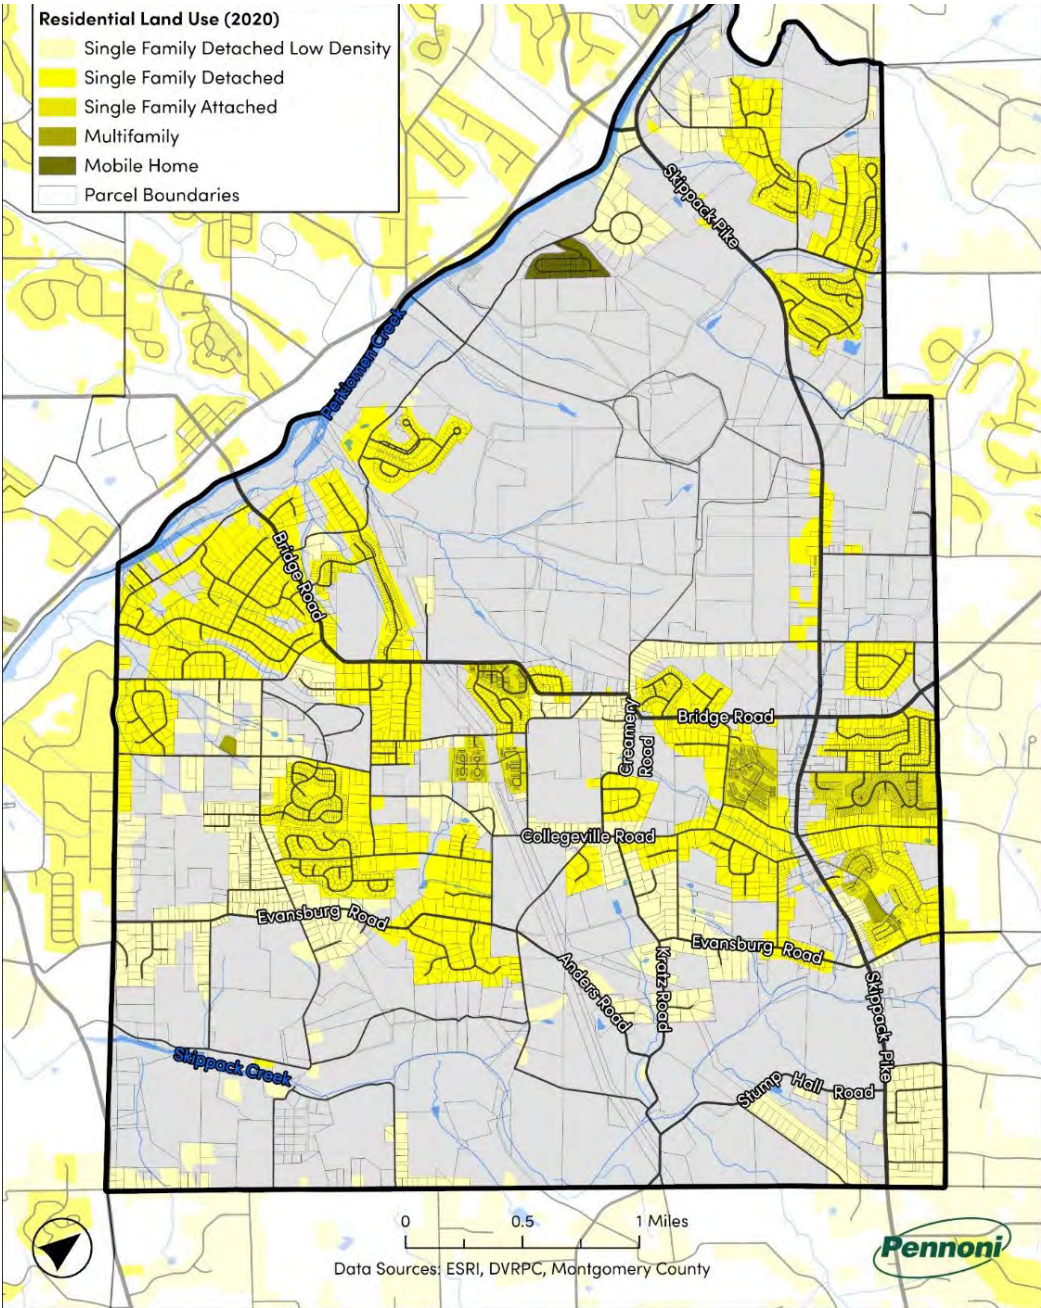 Residential Land Use (2020)
Single Family Detached Low Density
Single Family Detached
Single Family Attached
Multifamily
Mobile Home
Parcel Boundaries
Skippack Pike
Perkiomen Creek
Bridge Road
Bridge Road
Creamery
Road
Collegeville Road
Evansburg Road
Evansburg Road
Anders Road
Kratz Road
Skippack Pike
Skippack Creek
Stump Hall Road
0 0.5 1 Miles
Data Sources: ESRI, DVRPC, Montgomery County
Pennoni